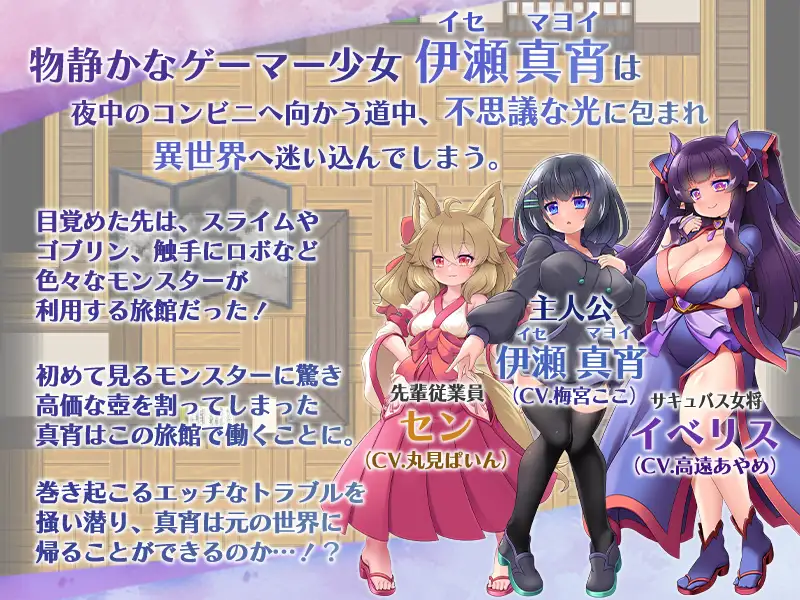 イセ マヨイ
物静かなゲーマー少女 伊瀬 真宵は
夜中のコンビニへ向かう道中、不思議な光に包まれ
異世界へ迷い込んでしまう。
目覚めた先は、スライムや
ゴブリン、触手にロボなど
色々なモンスターが
利用する旅館だった！
初めて見るモンスターに驚き
高価な壺を割ってしまった
真宵はこの旅館で働くことに。
巻き起こるエッチなトラブルを
掻い潜り、真宵は元の世界に
帰ることができるのか…！？
先輩従業員
セン
（CV.丸見ぱいん）
主人公
イセ マヨイ
伊瀬 真宵
（CV.梅宮ここ）
サキュバス女将
イベリス
（CV.高遠あやめ）